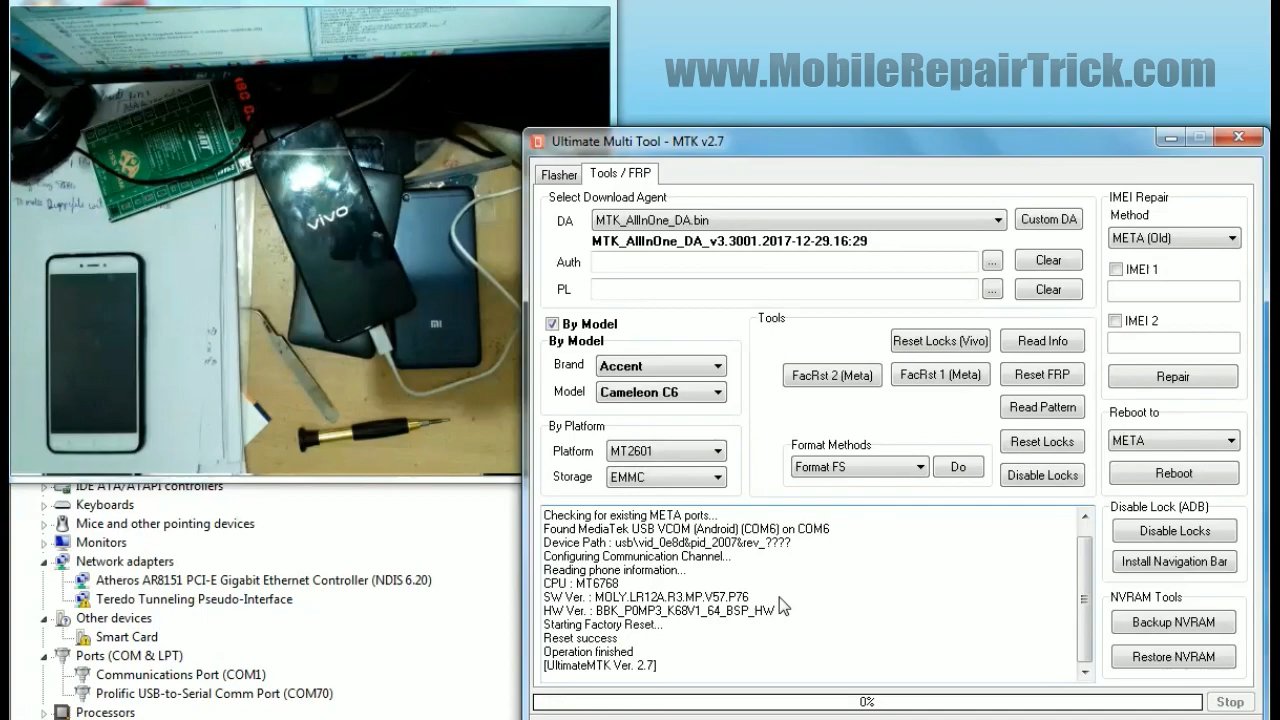 www.MobileRepairTrick.com
vivo
mi
Ultimate Multi Tool - MTK v2.7
Flasher
Tools / FRP
Select Download Agent
DA
MTK_AllInOne_DA.bin
Custom DA
MTK_AllInOne_DA_v3.3001.2017-12-29.16:29
Auth
...
Clear
PL
...
Clear
By Model
By Model
Brand
Accent
Model
Cameleon C6
By Platform
Platform
MT2601
Storage
EMMC
Tools
Reset Locks (Vivo)
Read Info
FacRst 2 (Meta)
FacRst 1 (Meta)
Reset FRP
Read Pattern
Reset Locks
Format Methods
Format FS
Do
Disable Locks
IMEI Repair
Method
META (Old)
IMEI 1
IMEI 2
Repair
Reboot to
META
Reboot
Disable Lock (ADB)
Disable Locks
Install Navigation Bar
NVRAM Tools
Backup NVRAM
Restore NVRAM
Checking for existing META ports...
Found MediaTek USB VCOM (Android) (COM6) on COM6
Device Path : usb\vid_0e8d&pid_2007&rev_????
Configuring Communication Channel...
Reading phone information...
CPU : MT6768
SW Ver. : MOLY.LR12A.R3.MP.V57.P76
HW Ver. : BBK_P0MP3_K68V1_64_BSP_HW
Starting Factory Reset...
Reset success
Operation finished
[UltimateMTK Ver. 2.7]
0%
Stop
IDE ATA/ATAPI controllers
Keyboards
Mice and other pointing devices
Monitors
Network adapters
Atheros AR8151 PCI-E Gigabit Ethernet Controller (NDIS 6.20)
Teredo Tunneling Pseudo-Interface
Other devices
Smart Card
Ports (COM & LPT)
Communications Port (COM1)
Prolific USB-to-Serial Comm Port (COM70)
Processors